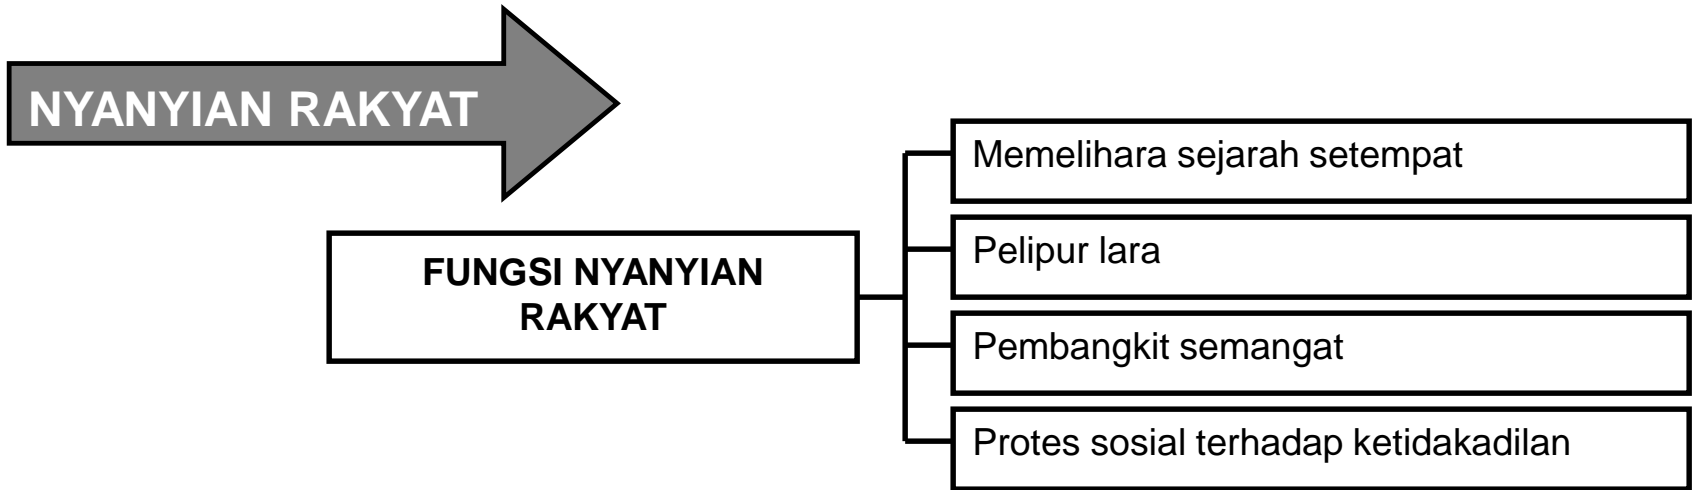 NYANYIAN RAKYAT
FUNGSI NYANYIAN
RAKYAT
Memelihara sejarah setempat
Pelipur lara
Pembangkit semangat
Protes sosial terhadap ketidakadilan